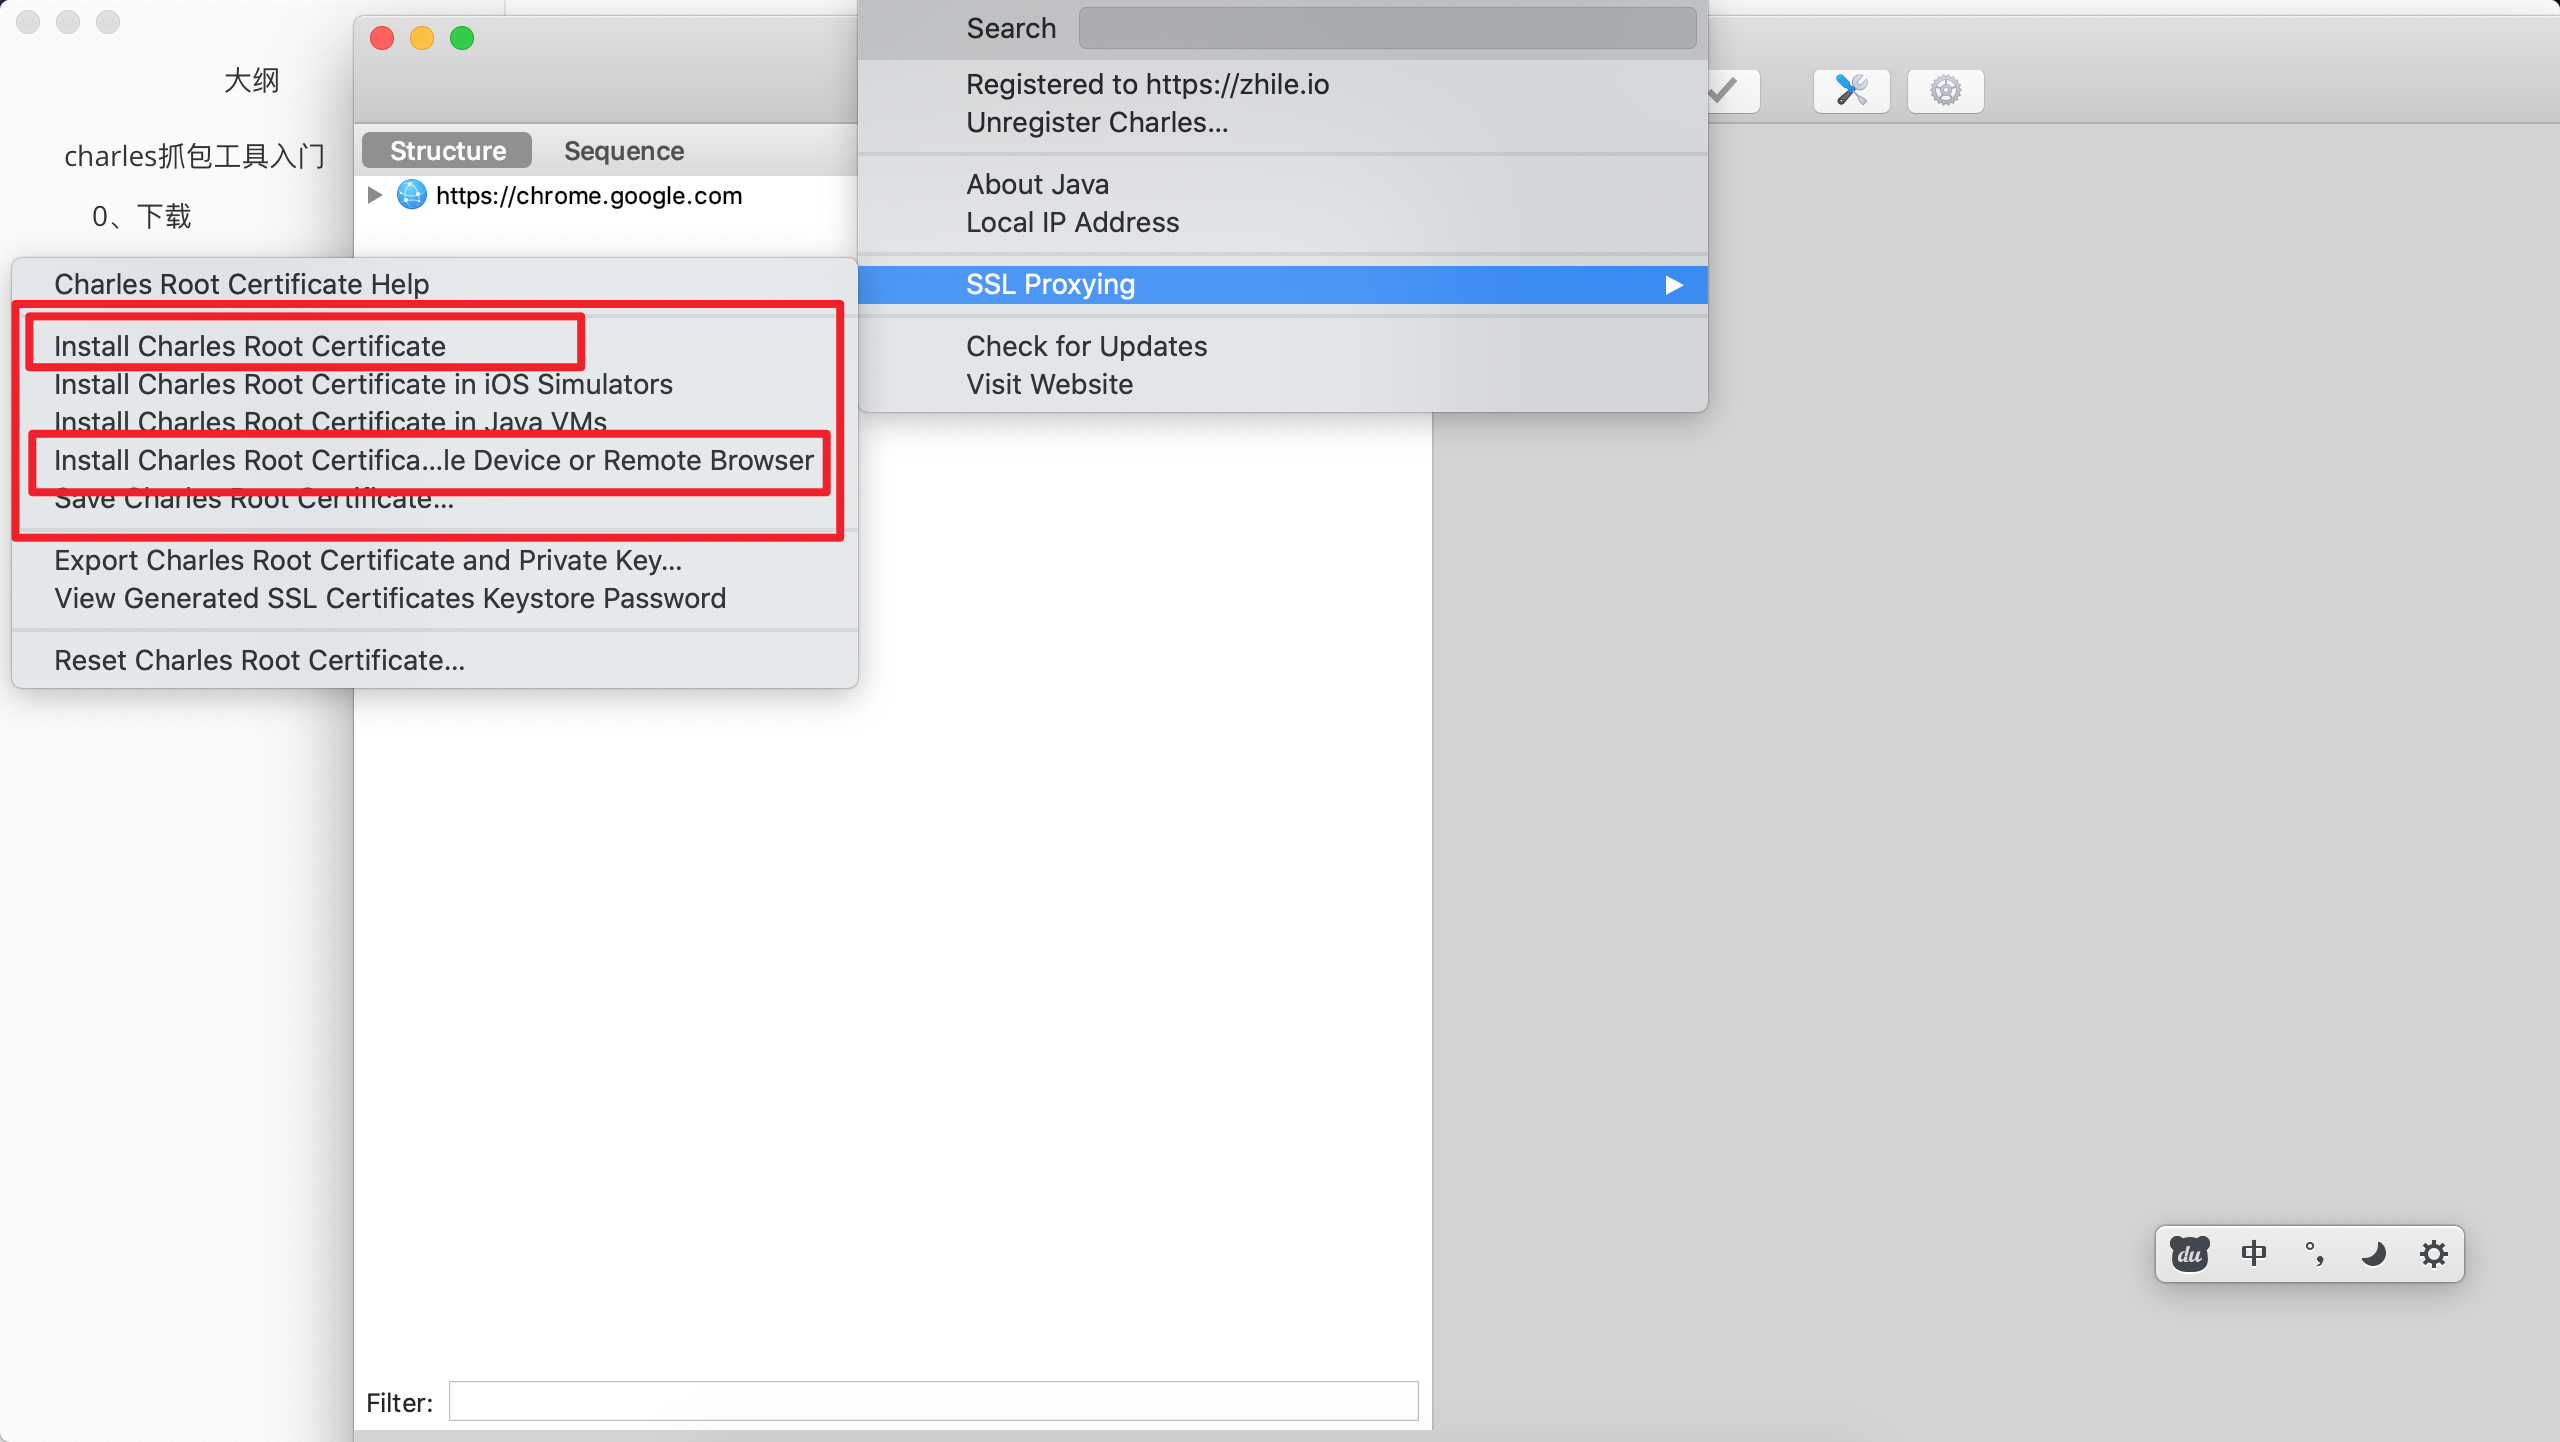 大纲
charles抓包工具入门
0、下载
Search
Registered to https://zhile.io
Unregister Charles...
About Java
Local IP Address
SSL Proxying
Check for Updates
Visit Website
Structure
Sequence
https://chrome.google.com
Charles Root Certificate Help
Install Charles Root Certificate
Install Charles Root Certificate in iOS Simulators
Install Charles Root Certificate in Java VMs
Install Charles Root Certifica...le Device or Remote Browser
Save Charles Root Certificate...
Export Charles Root Certificate and Private Key...
View Generated SSL Certificates Keystore Password
Reset Charles Root Certificate...
du 中 °,
Filter: